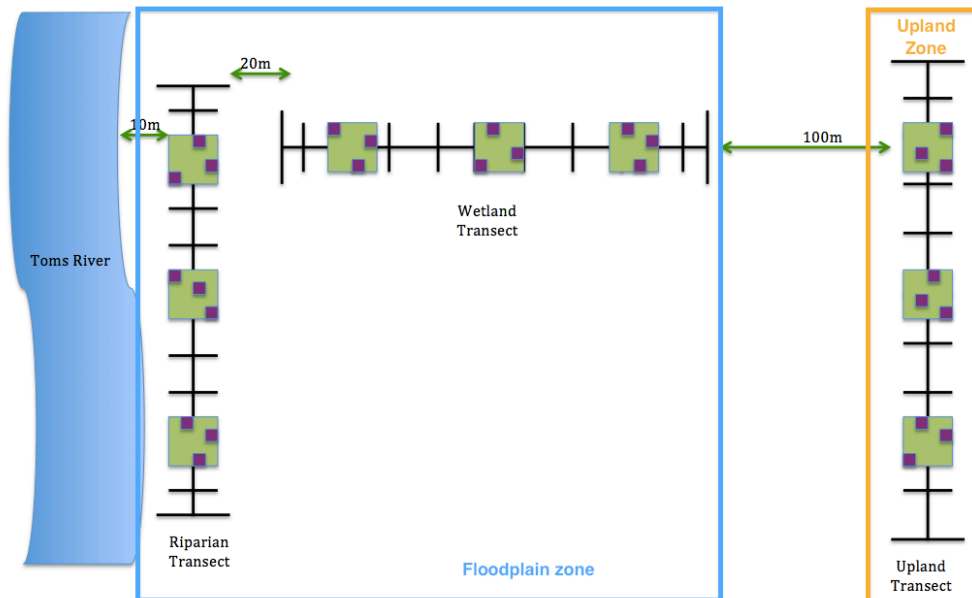 Upland
Zone
20m
10m
100m
Wetland
Transect
Toms River
Riparian
Transect
Floodplain zone
Upland
Transect